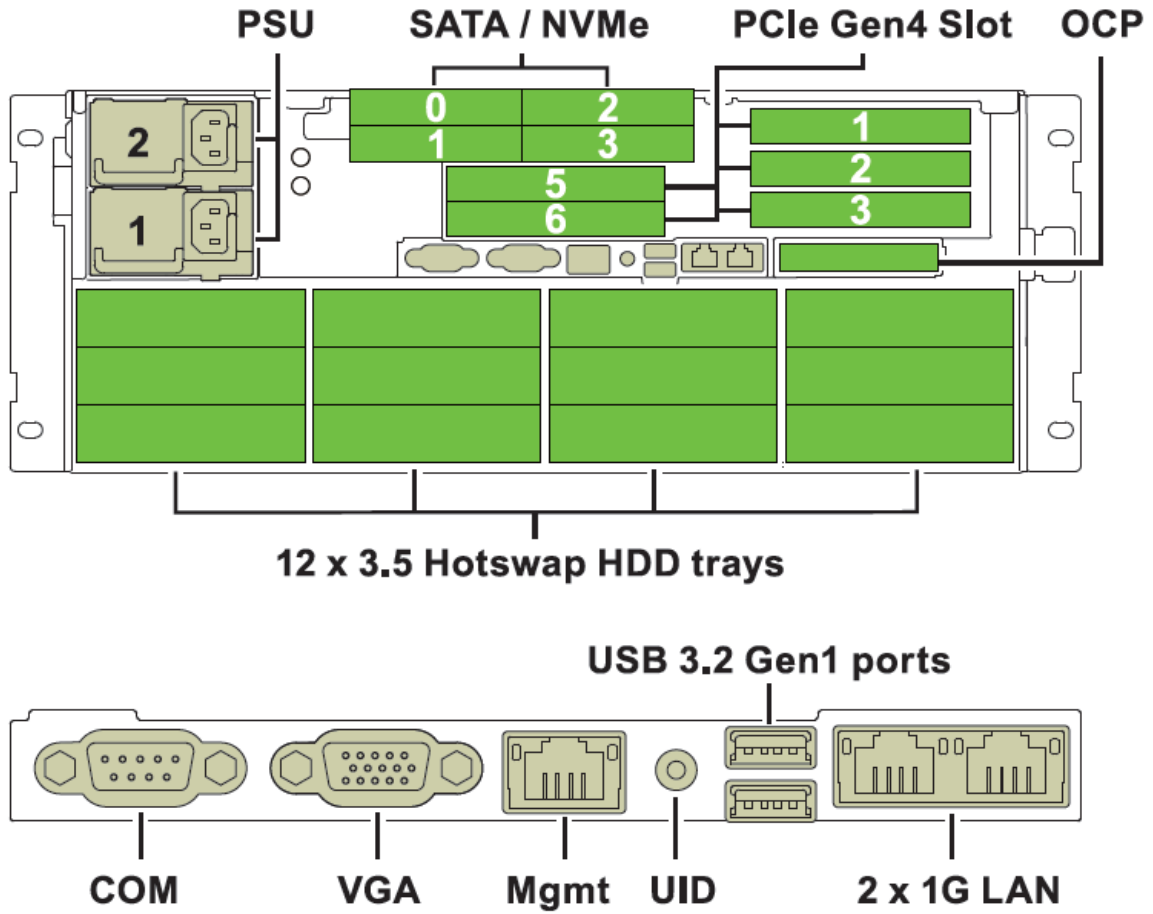 PSU SATA / NVMe PCIe Gen4 Slot OCP
0 2
1 3
1
2
3
5
6
2
1
12 x 3.5 Hotswap HDD trays
USB 3.2 Gen1 ports
COM VGA Mgmt UID 2 x 1G LAN